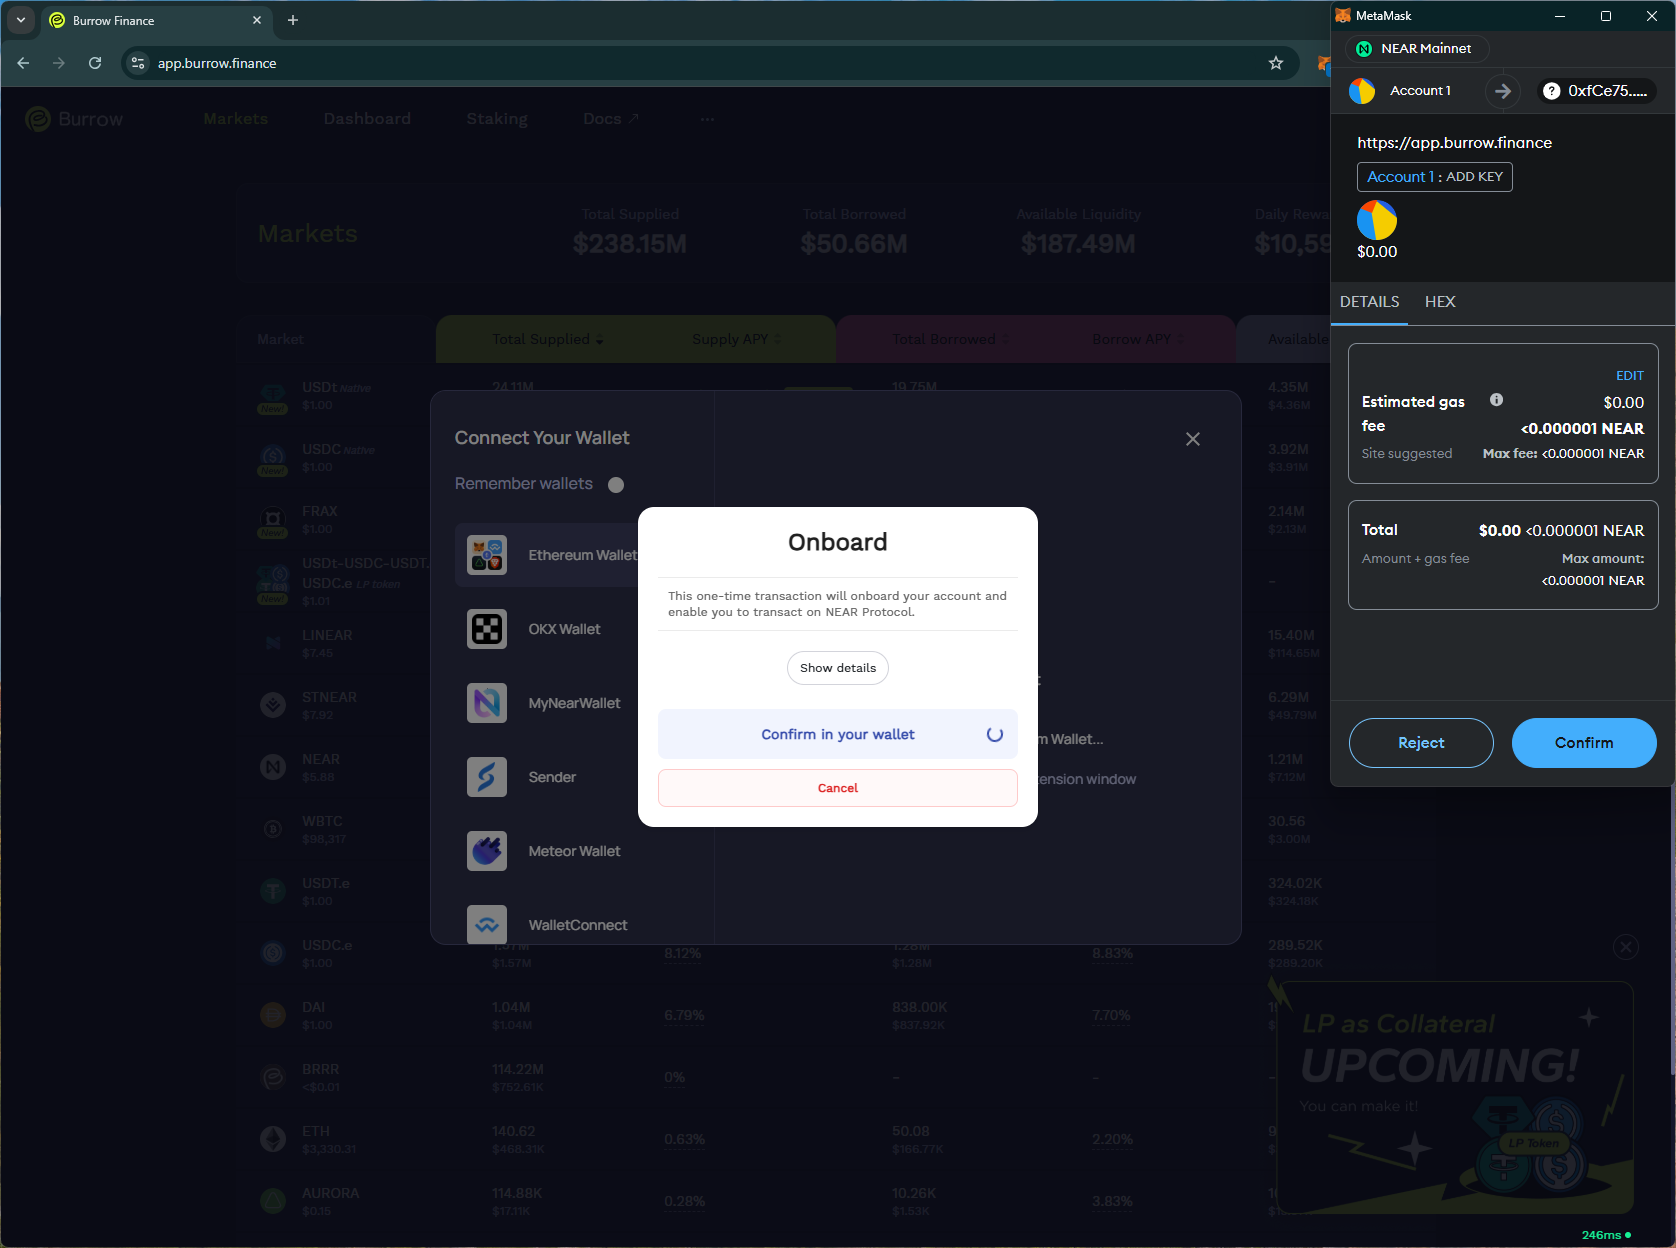 Burrow Finance
app.burrow.finance
Burrow
Markets
Dashboard
Staking
Docs ↗
...
Markets
Total Supplied
$238.15M
Total Borrowed
$50.66M
Available Liquidity
$187.49M
Daily Rewa
$10,59
Market
Total Supplied
Supply APY
Total Borrowed
Borrow APY
Available
USDt Native
$1.00
New!
24.11M
19.75M
4.35M
$4.36M
USDC Native
$1.00
New!
3.92M
$3.91M
FRAX
$1.00
New!
2.14M
$2.13M
USDt-USDC-USDT.
USDC.e LP token
$1.01
New!
-
LINEAR
$7.45
15.40M
$114.65M
STNEAR
$7.92
6.29M
$49.79M
NEAR
$5.88
1.21M
$7.12M
WBTC
$98,317
30.56
$3.00M
USDT.e
$1.00
324.02K
$324.18K
USDC.e
$1.00
$1.57M
8.12%
1.28M
$1.28M
8.83%
289.52K
$289.20K
DAI
$1.00
1.04M
$1.04M
6.79%
838.00K
$837.92K
7.70%
BRRR
<$0.01
114.22M
$752.61K
0%
-
-
-
ETH
$3,330.31
140.62
$468.31K
0.63%
50.08
$166.77K
2.20%
AURORA
$0.15
114.88K
$17.11K
0.28%
10.26K
$1.53K
3.83%
Connect Your Wallet
Remember wallets
Ethereum Wallet
OKX Wallet
MyNearWallet
Sender
Meteor Wallet
WalletConnect
m Wallet...
tension window
Onboard
This one-time transaction will onboard your account and
enable you to transact on NEAR Protocol.
Show details
Confirm in your wallet
Cancel
LP as Collateral
UPCOMING!
You can make it!
LP Token
246ms
MetaMask
NEAR Mainnet
Account 1
0xfCe75.....
https://app.burrow.finance
Account 1 : ADD KEY
$0.00
DETAILS
HEX
EDIT
Estimated gas
fee
$0.00
<0.000001 NEAR
Site suggested
Max fee: <0.000001 NEAR
Total
$0.00 <0.000001 NEAR
Amount + gas fee
Max amount:
<0.000001 NEAR
Reject
Confirm